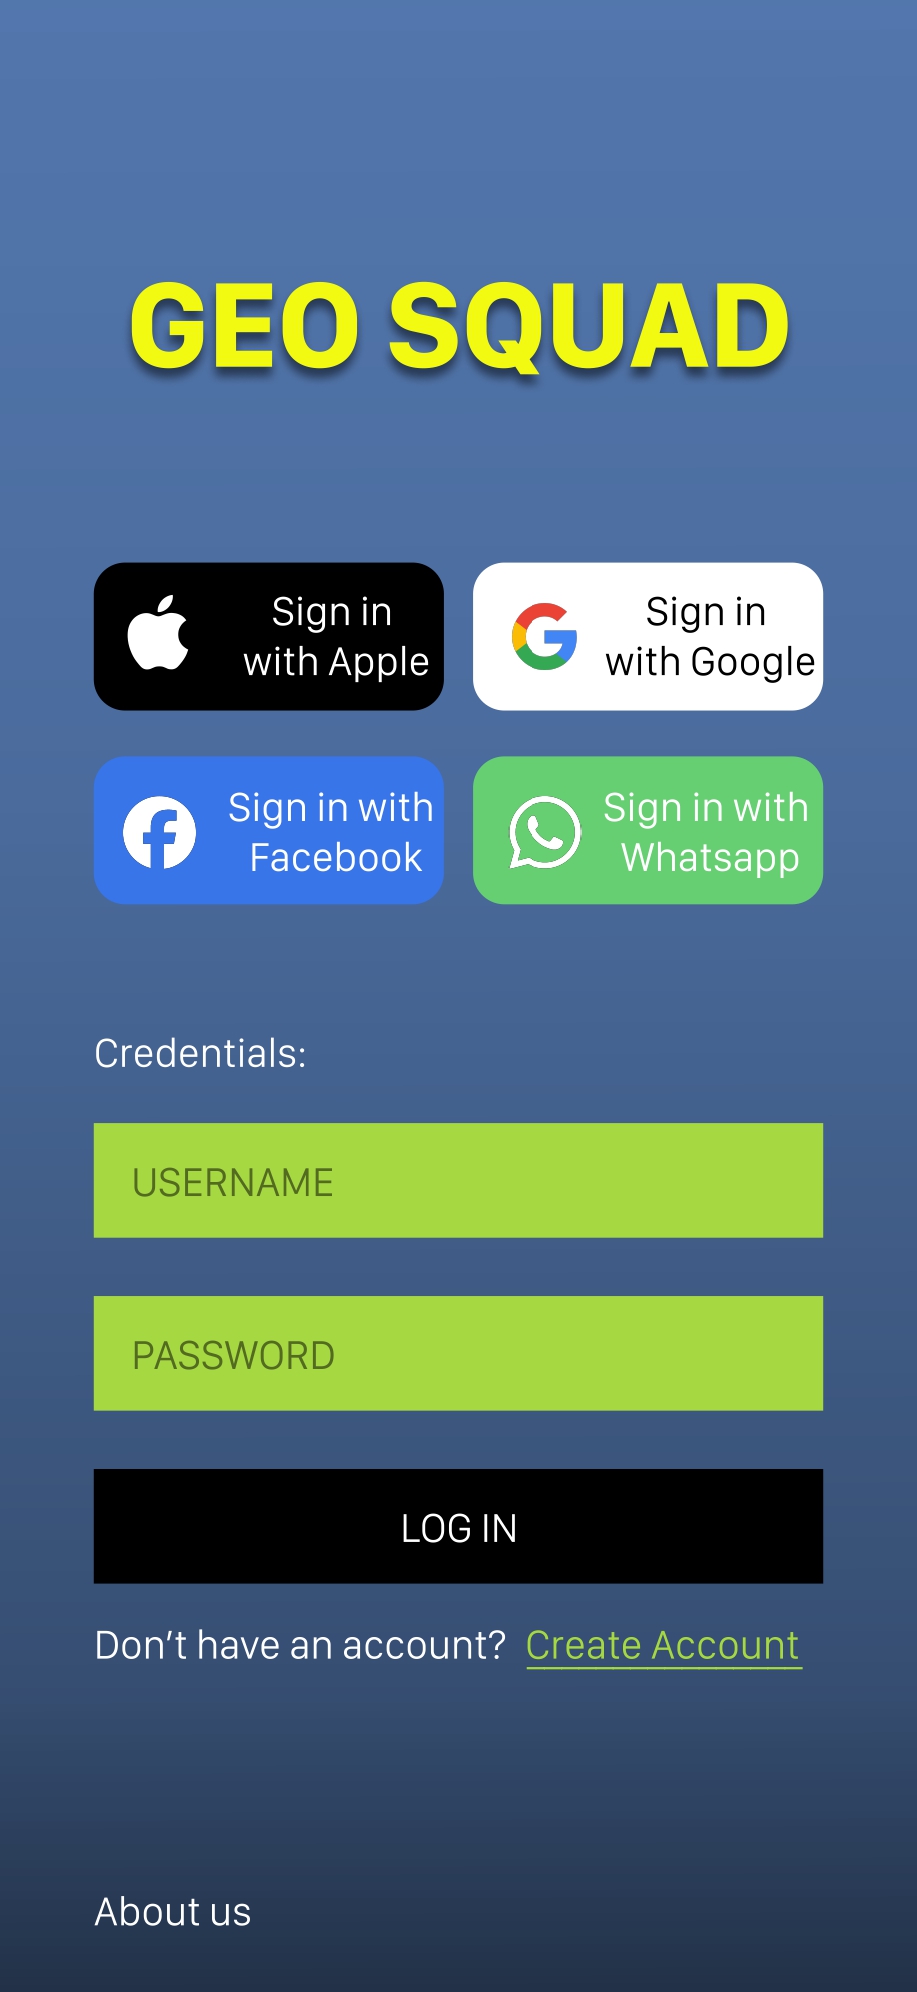 GEO SQUAD
Sign in
with Apple
Sign in
with Google
Sign in with
Facebook
Sign in with
Whatsapp
Credentials:
USERNAME
PASSWORD
LOG IN
Don’t have an account? Create Account
About us